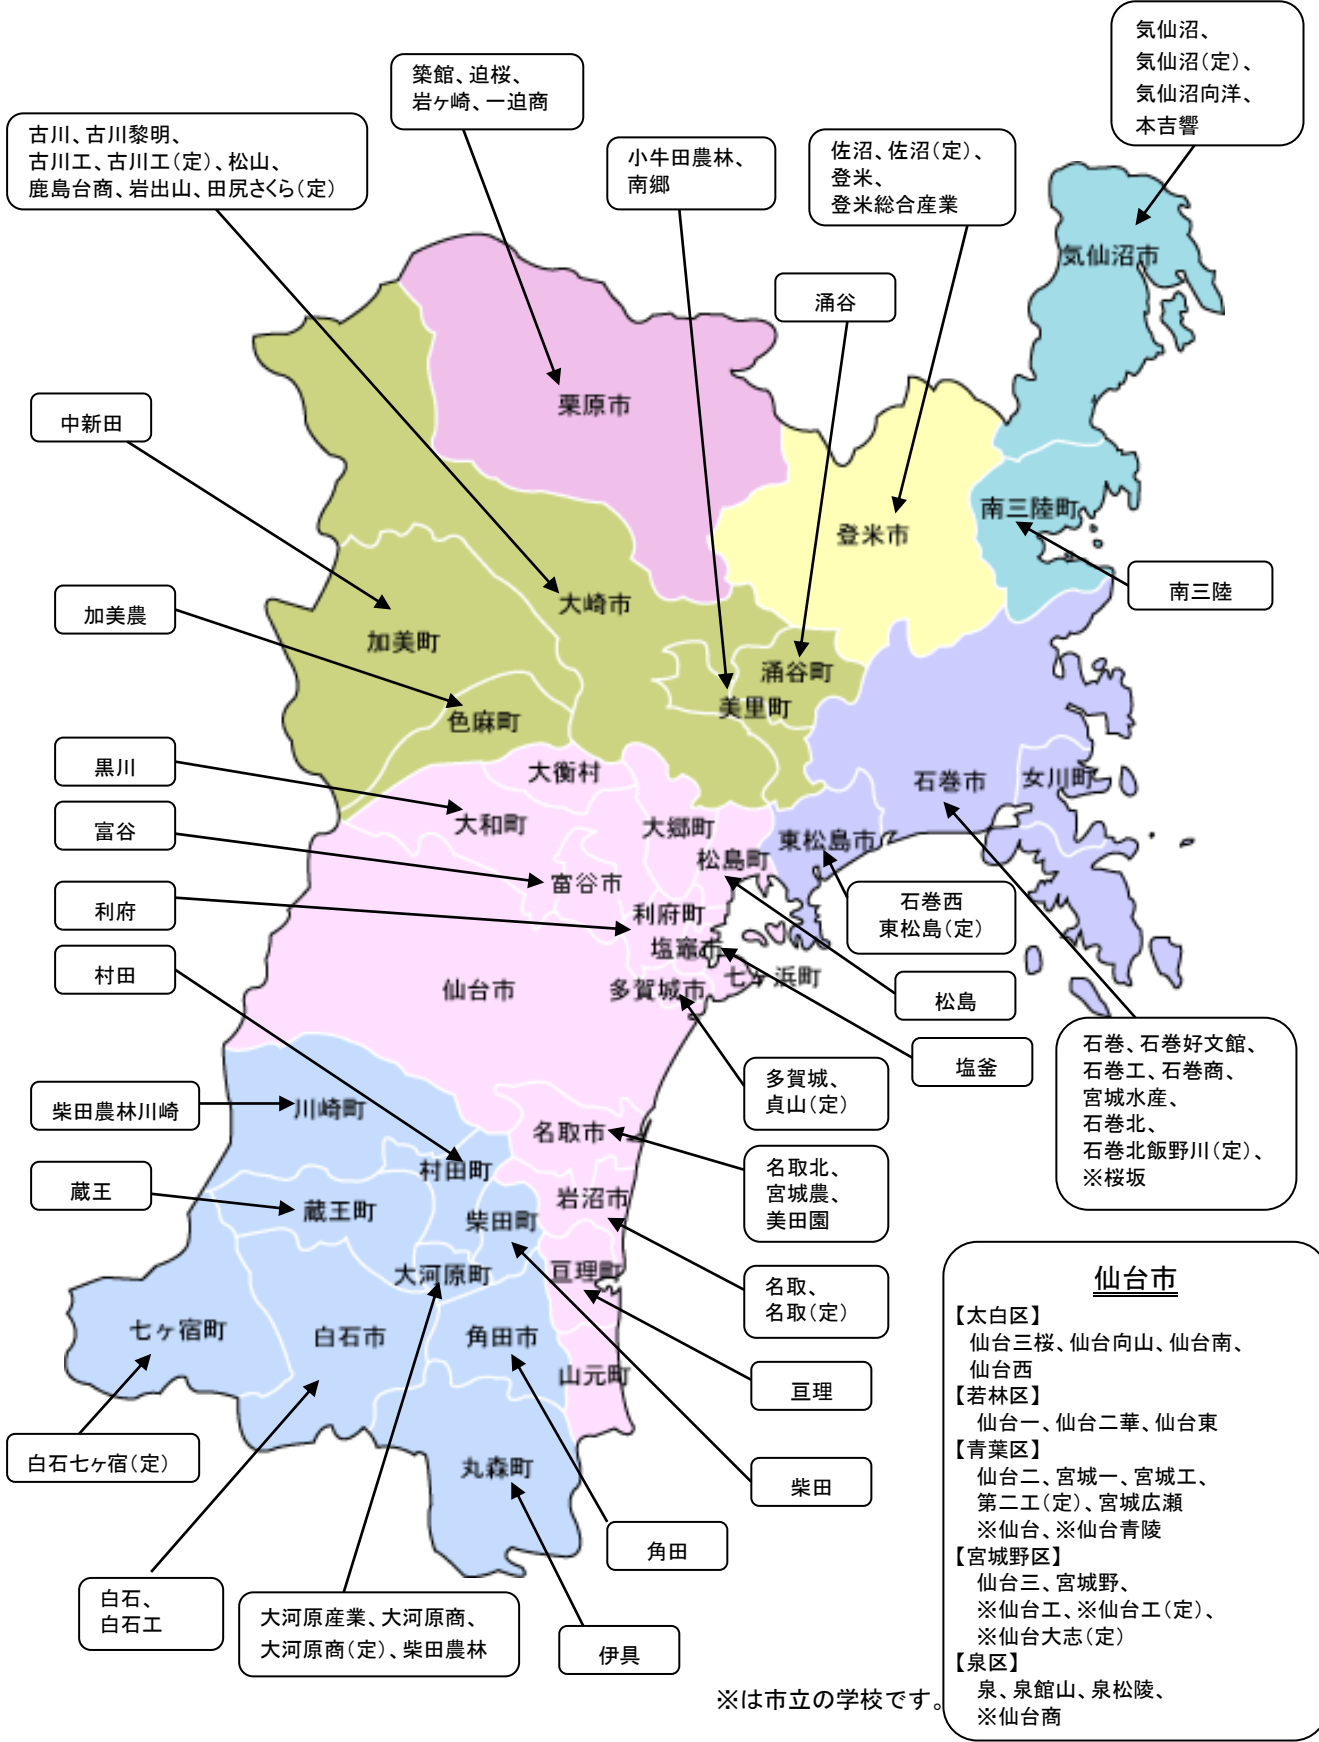 気仙沼、
気仙沼（定）、
気仙沼向洋、
本吉響
築館、迫桜、
岩ヶ崎、一迫商
古川、古川黎明、
古川工、古川工（定）、松山、
鹿島台商、岩出山、田尻さくら（定）
小牛田農林、
南郷
佐沼、佐沼（定）、
登米、
登米総合産業
涌谷
気仙沼市
栗原市
中新田
南三陸町
登米市
南三陸
加美農
大崎市
加美町
涌谷町
美里町
色麻町
黒川
大衡村
石巻市
女川町
富谷
大和町
大郷町
東松島市
松島町
富谷市
利府
利府町
石巻西
東松島（定）
村田
塩竈市
七ヶ浜町
仙台市
多賀城市
松島
塩釜
石巻、石巻好文館、
石巻工、石巻商、
宮城水産、
石巻北、
石巻北飯野川（定）、
※桜坂
多賀城、
貞山（定）
柴田農林川崎
川崎町
名取市
名取北、
宮城農、
美田園
蔵王
村田町
蔵王町
岩沼市
柴田町
大河原町
亘理町
名取、
名取（定）
七ヶ宿町
白石市
角田市
山元町
亘理
白石七ヶ宿（定）
丸森町
柴田
角田
白石、
白石工
大河原産業、大河原商、
大河原商（定）、柴田農林
伊具
仙台市
【太白区】
仙台三桜、仙台向山、仙台南、
仙台西
【若林区】
仙台一、仙台二華、仙台東
【青葉区】
仙台二、宮城一、宮城工、
第二工（定）、宮城広瀬
※仙台、※仙台青陵
【宮城野区】
仙台三、宮城野、
※仙台工、※仙台工（定）、
※仙台大志（定）
【泉区】
泉、泉館山、泉松陵、
※仙台商
※は市立の学校です。